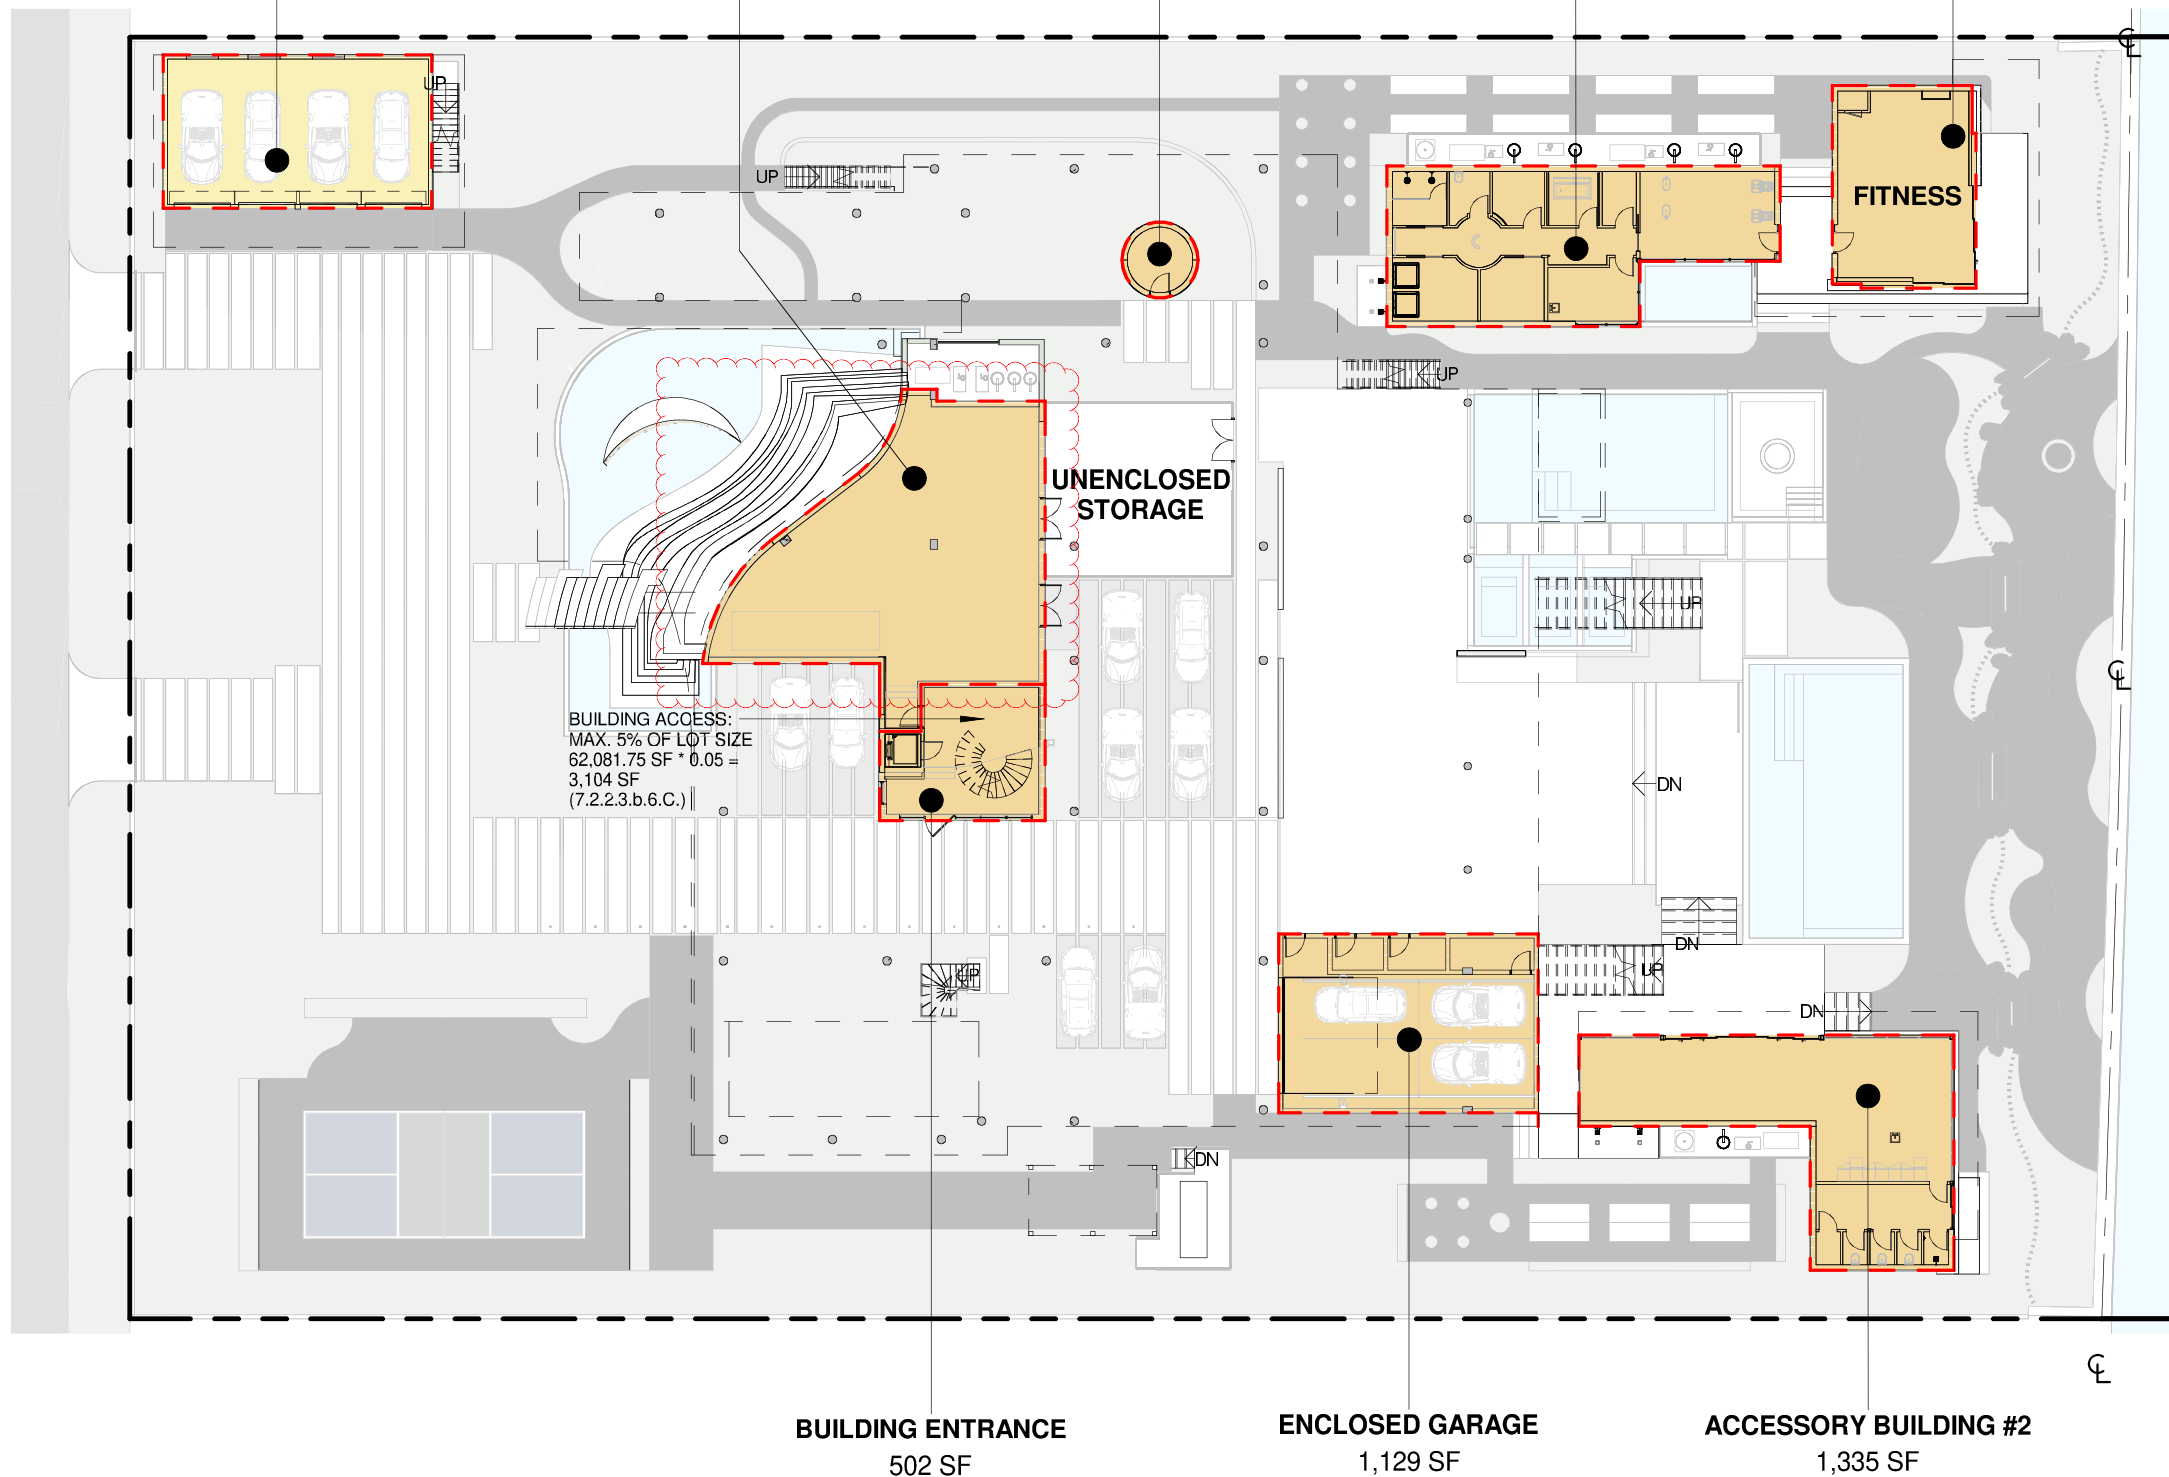 UP
UP
FITNESS
UP
UNENCLOSED
STORAGE
UP
BUILDING ACCESS:
MAX. 5% OF LOT SIZE
62,081.75 SF * 0.05 =
3,104 SF
(7.2.2.3.b.6.C.)
DN
DN
UP
UP
DN
DN
BUILDING ENTRANCE
502 SF
ENCLOSED GARAGE
1,129 SF
ACCESSORY BUILDING #2
1,335 SF